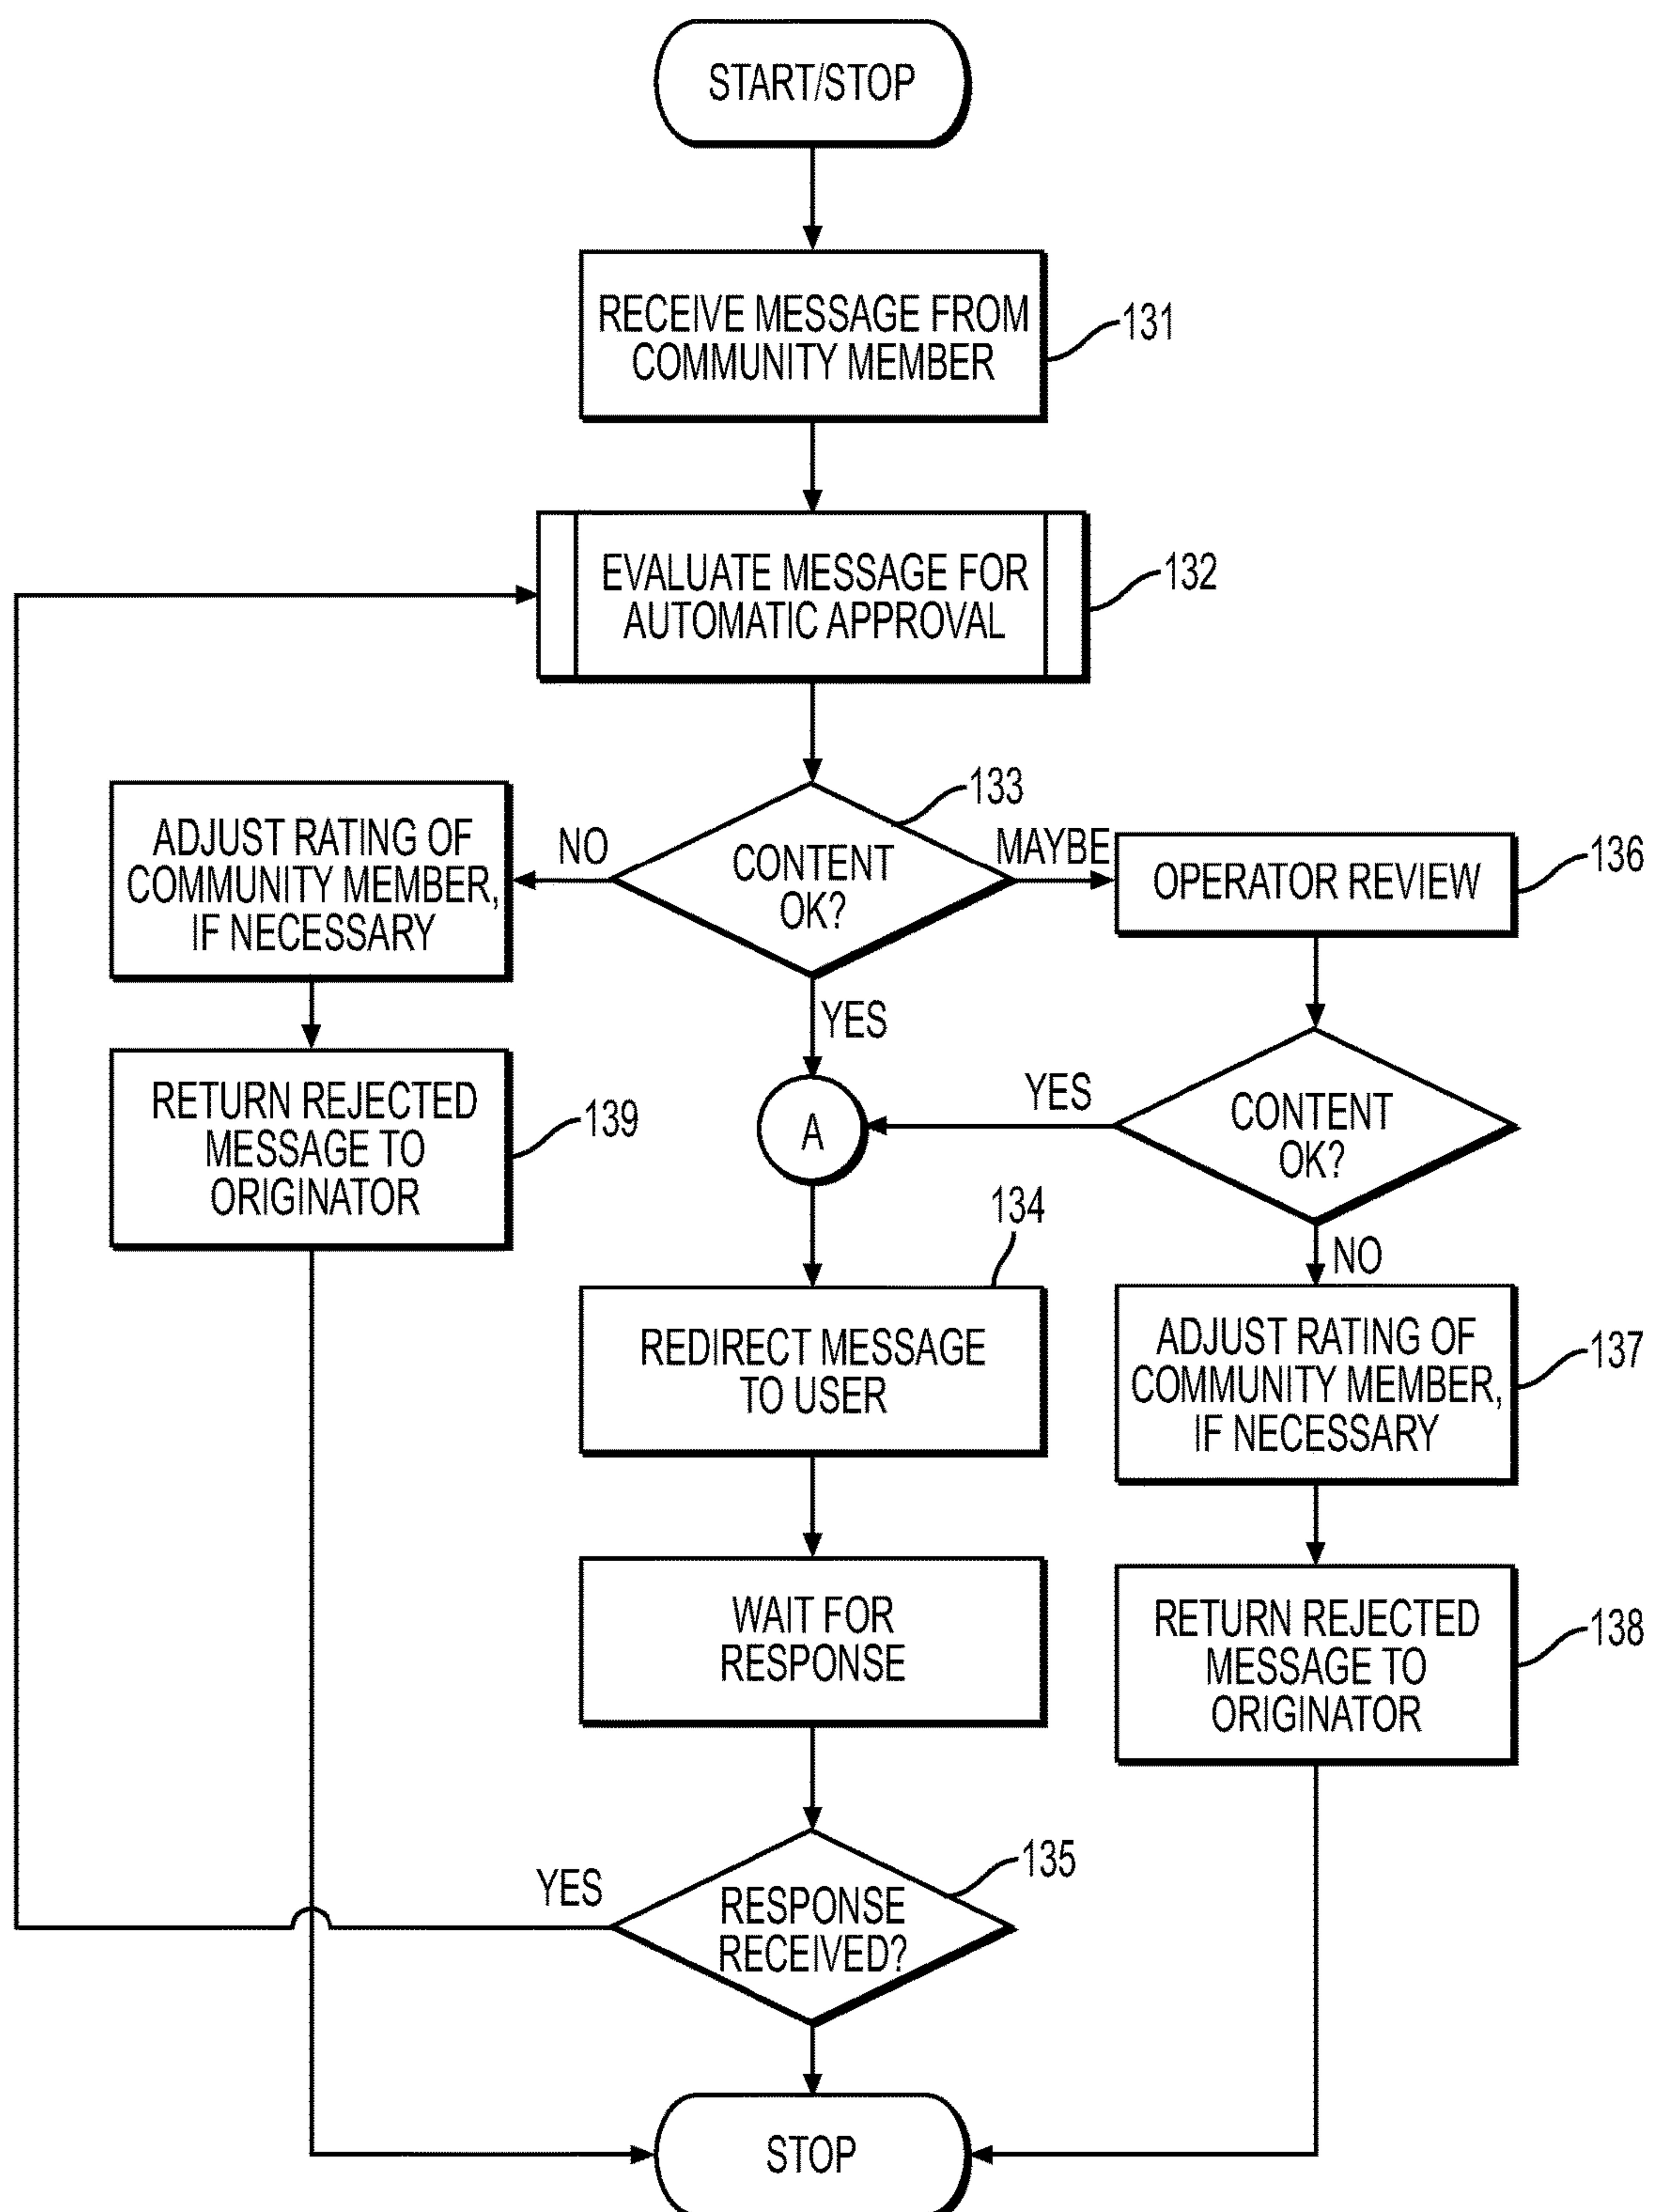 START/STOP
RECEIVE MESSAGE FROM
COMMUNITY MEMBER
131
EVALUATE MESSAGE FOR
AUTOMATIC APPROVAL
132
133
CONTENT
OK?
NO
MAYBE
YES
ADJUST RATING OF
COMMUNITY MEMBER,
IF NECESSARY
RETURN REJECTED
MESSAGE TO
ORIGINATOR
139
OPERATOR REVIEW
136
CONTENT
OK?
YES
NO
A
134
REDIRECT MESSAGE
TO USER
ADJUST RATING OF
COMMUNITY MEMBER,
IF NECESSARY
137
WAIT FOR
RESPONSE
RETURN REJECTED
MESSAGE TO
ORIGINATOR
138
135
YES
RESPONSE
RECEIVED?
STOP